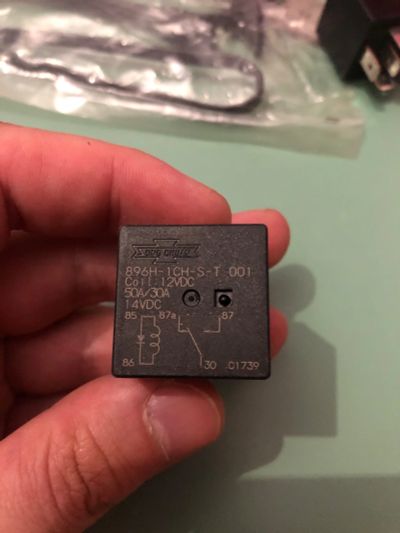 896H-1CH-S-T 001
Coil:12VDC
50A/30A
14VDC
85 87a 87
86 30 C1739